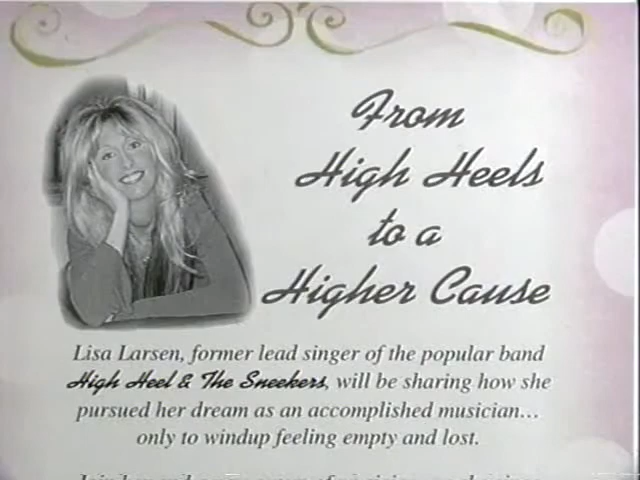 From
High Heels
to a
Higher Cause
Lisa Larsen, former lead singer of the popular band
High Heel & The Sneekers, will be sharing how she
pursued her dream as an accomplished musician...
only to windup feeling empty and lost.